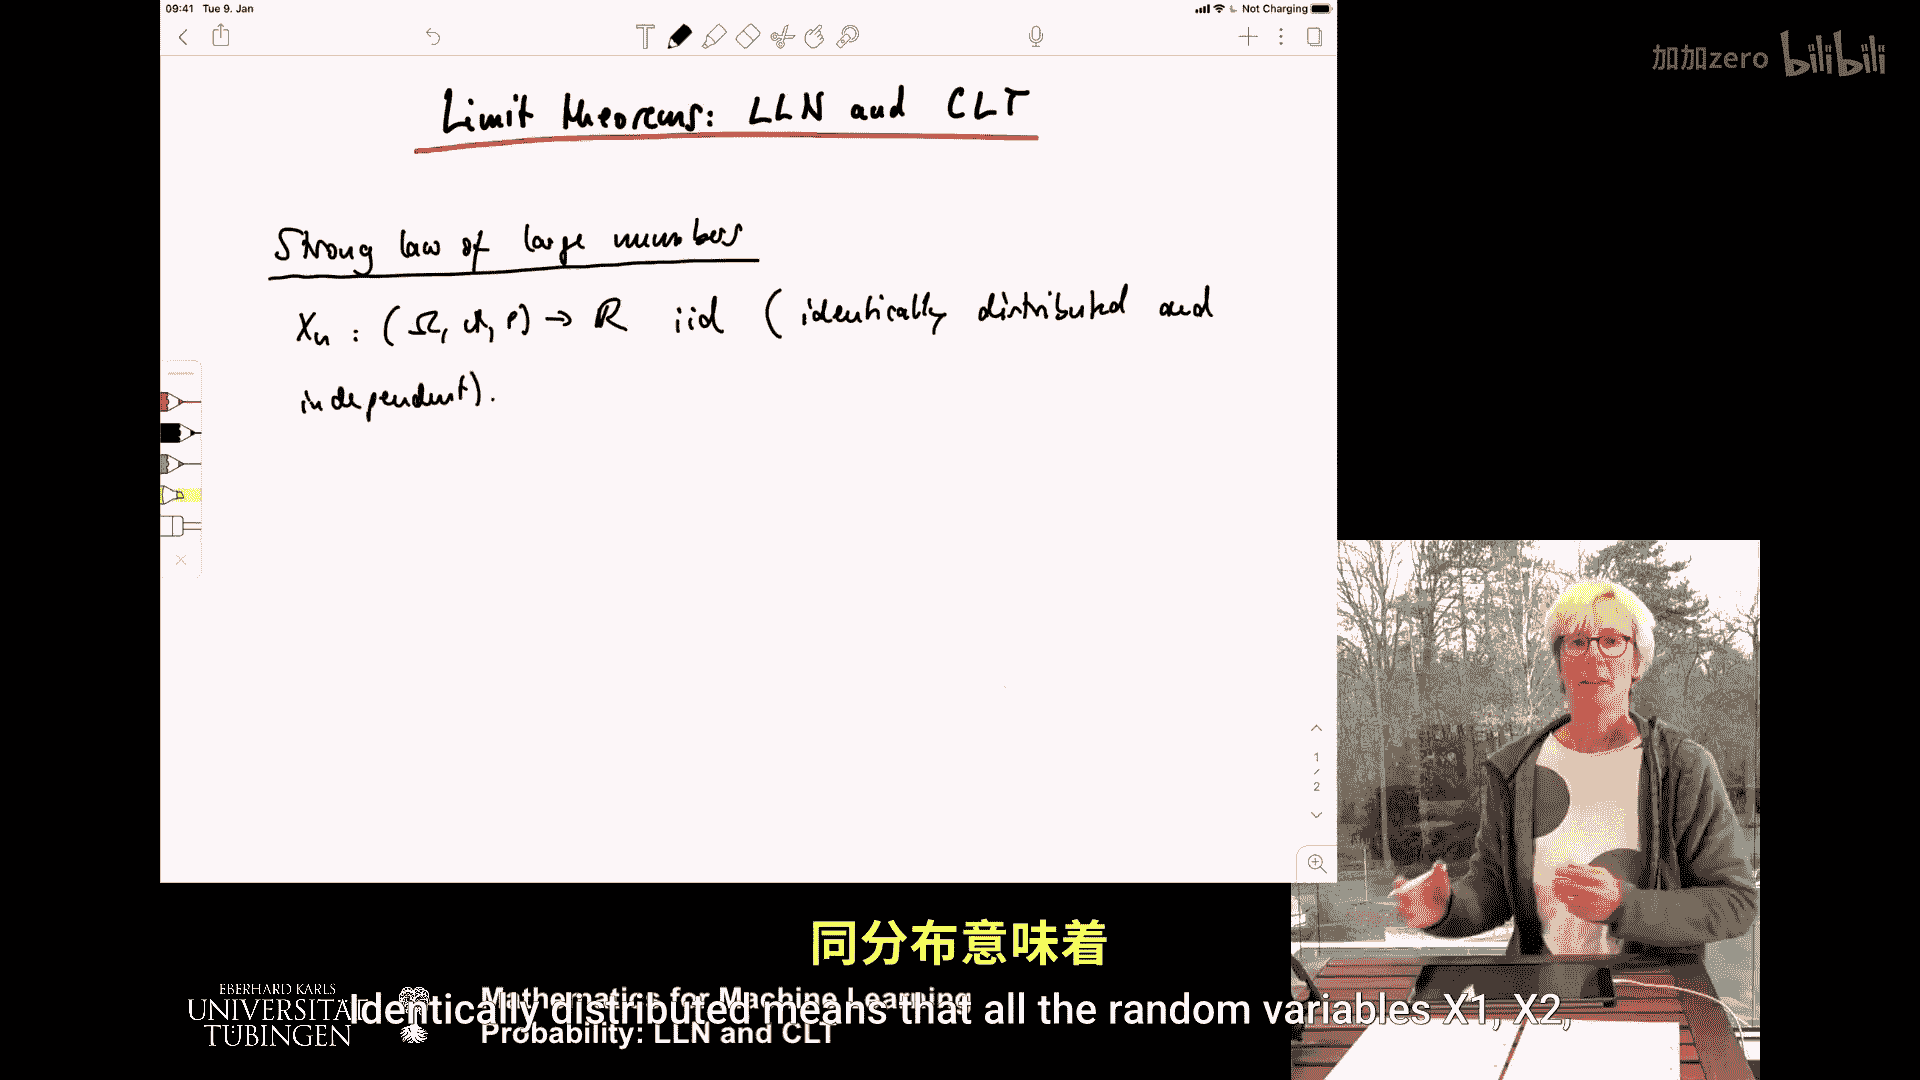 09:41 Tue 9. Jan
Not Charging
加加zero bilibili
Limit theorems: LLN and CLT
Strong law of large numbers
Xn : (Ω, 𝒜, P) → ℝ iid ( identically distributed and
independent).
1
/
2
同分布意味着
Identically distributed means that all the random variables X1, X2,
EBERHARD KARLS
UNIVERSITÄT
TÜBINGEN
Mathematics for Machine Learning
Probability: LLN and CLT